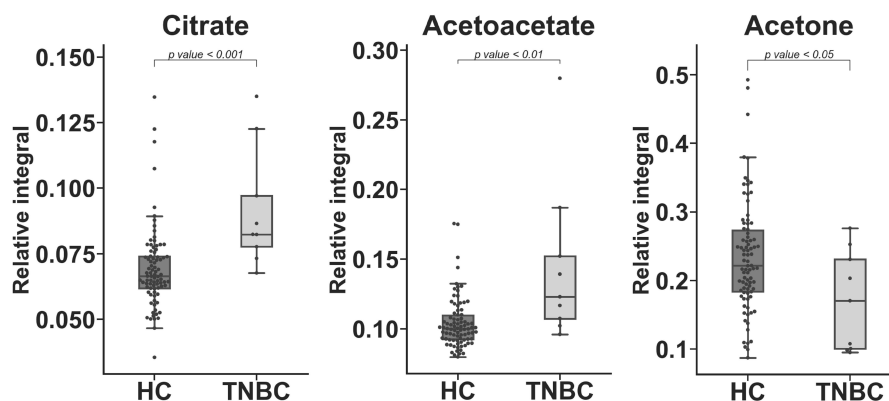 Citrate
p value < 0.001
Relative integral
0.150
0.125
0.100
0.075
0.050
HC
TNBC
Acetoacetate
p value < 0.01
Relative integral
0.30
0.25
0.20
0.15
0.10
HC
TNBC
Acetone
p value < 0.05
Relative integral
0.5
0.4
0.3
0.2
0.1
HC
TNBC